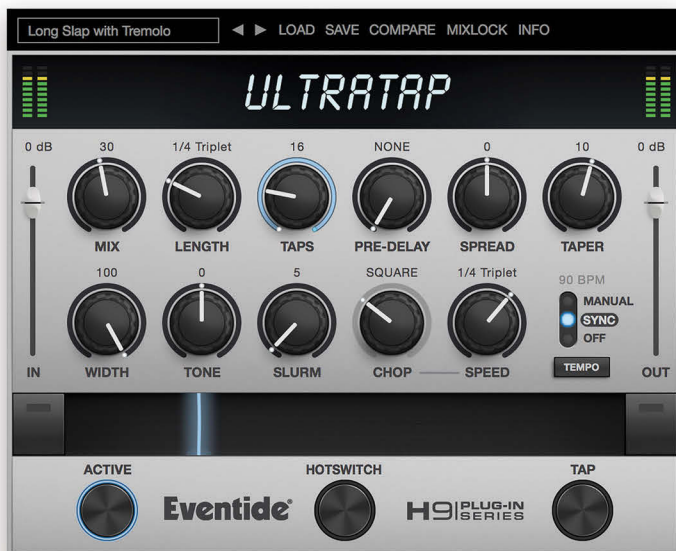 Long Slap with Tremolo LOAD SAVE COMPARE MIXLOCK INFO
ULTRATAP
0 dB 30 1/4 Triplet 16 NONE 0 10 0 dB
MIX LENGTH TAPS PRE-DELAY SPREAD TAPER
100 0 5 SQUARE 1/4 Triplet 90 BPM
MANUAL
SYNC
OFF
IN WIDTH TONE SLURM CHOP SPEED TEMPO OUT
ACTIVE HOTSWITCH TAP
Eventide® H9 PLUG-IN
SERIES